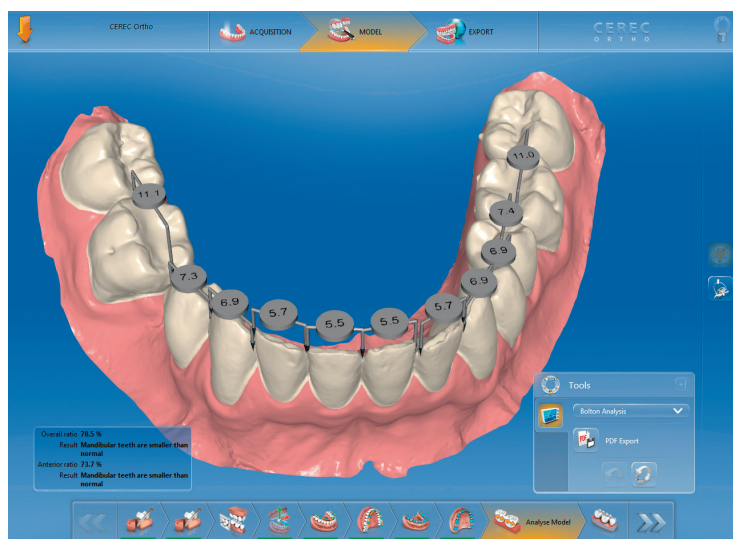 CEREC Ortho
ACQUISITION
MODEL
EXPORT
CEREC
ORTHO
11.1
11.0
7.4
6.9
6.9
7.3
6.9
5.7
5.5
5.5
5.7
Tools
Bolton Analysis
PDF Export
Overall ratio 78.5 %
Result Mandibular teeth are smaller than
normal
Anterior ratio 73.7 %
Result Mandibular teeth are smaller than
normal
Analyse Model